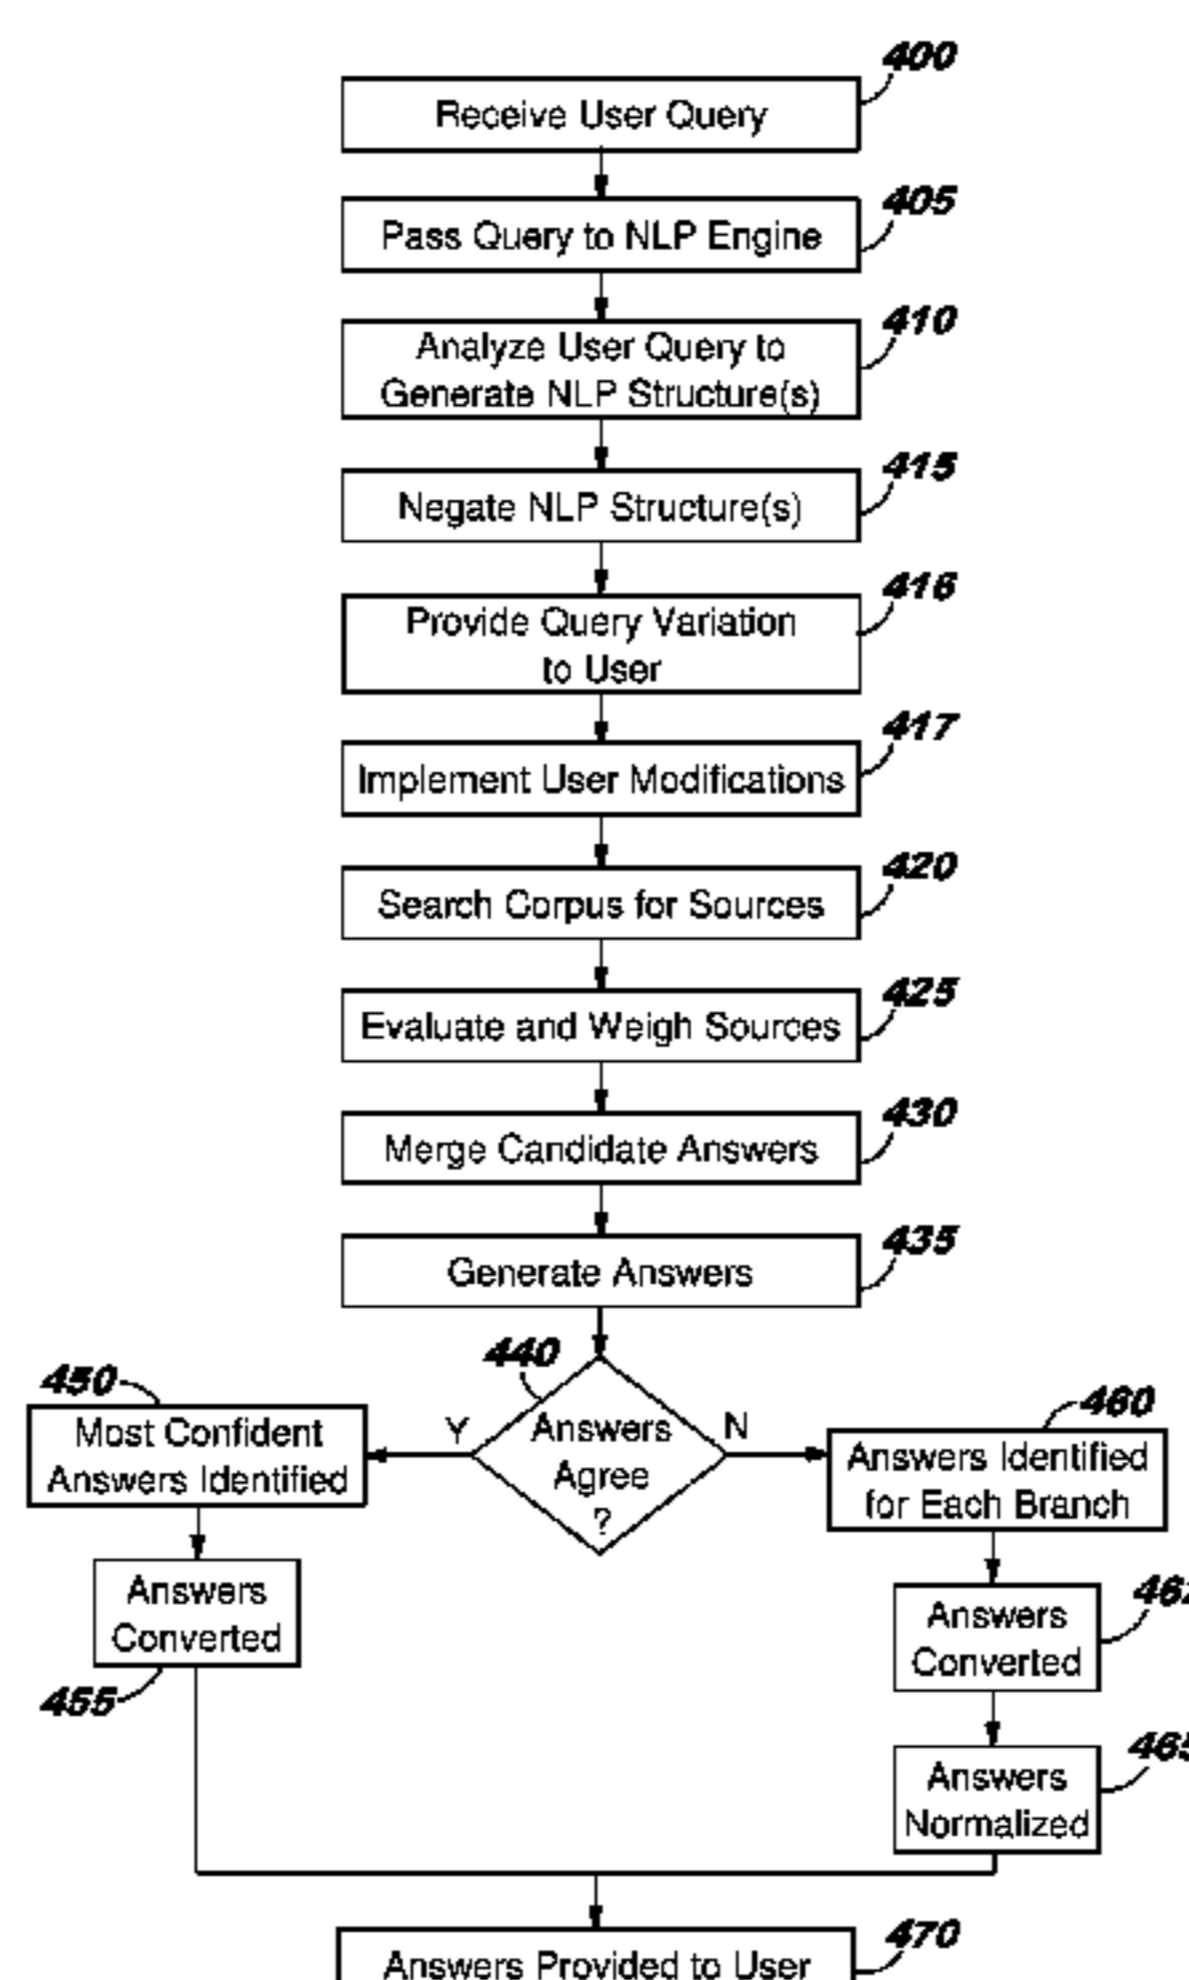 400
Receive User Query
405
Pass Query to NLP Engine
410
Analyze User Query to
Generate NLP Structure(s)
415
Negate NLP Structure(s)
416
Provide Query Variation
to User
417
Implement User Modifications
420
Search Corpus for Sources
425
Evaluate and Weigh Sources
430
Merge Candidate Answers
435
Generate Answers
440
Answers
Agree
?
Y
N
450
Most Confident
Answers Identified
460
Answers Identified
for Each Branch
Answers
Converted
455
462
Answers
Converted
465
Answers
Normalized
470
Answers Provided to User